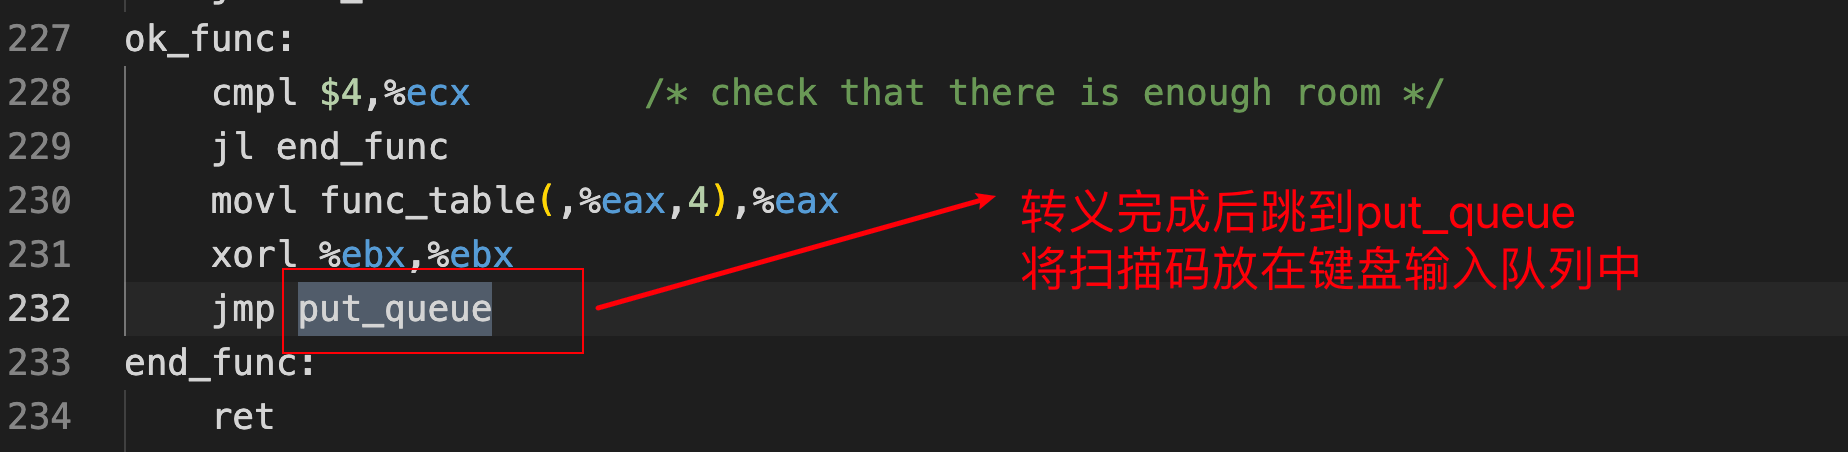 227 ok_func:
228 cmpl $4,%ecx /* check that there is enough room */
229 jl end_func
230 movl func_table(,%eax,4),%eax
231 xorl %ebx,%ebx
232 jmp put_queue
233 end_func:
234 ret
转义完成后跳到put_queue
将扫描码放在键盘输入队列中